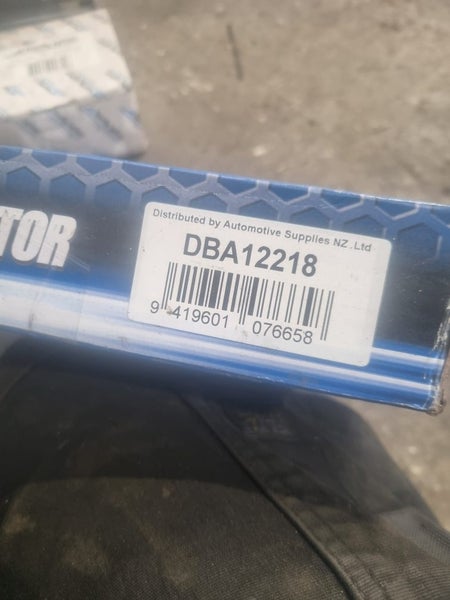 TOR
Distributed by Automotive Supplies NZ.Ltd
DBA12218
9 419601 076658